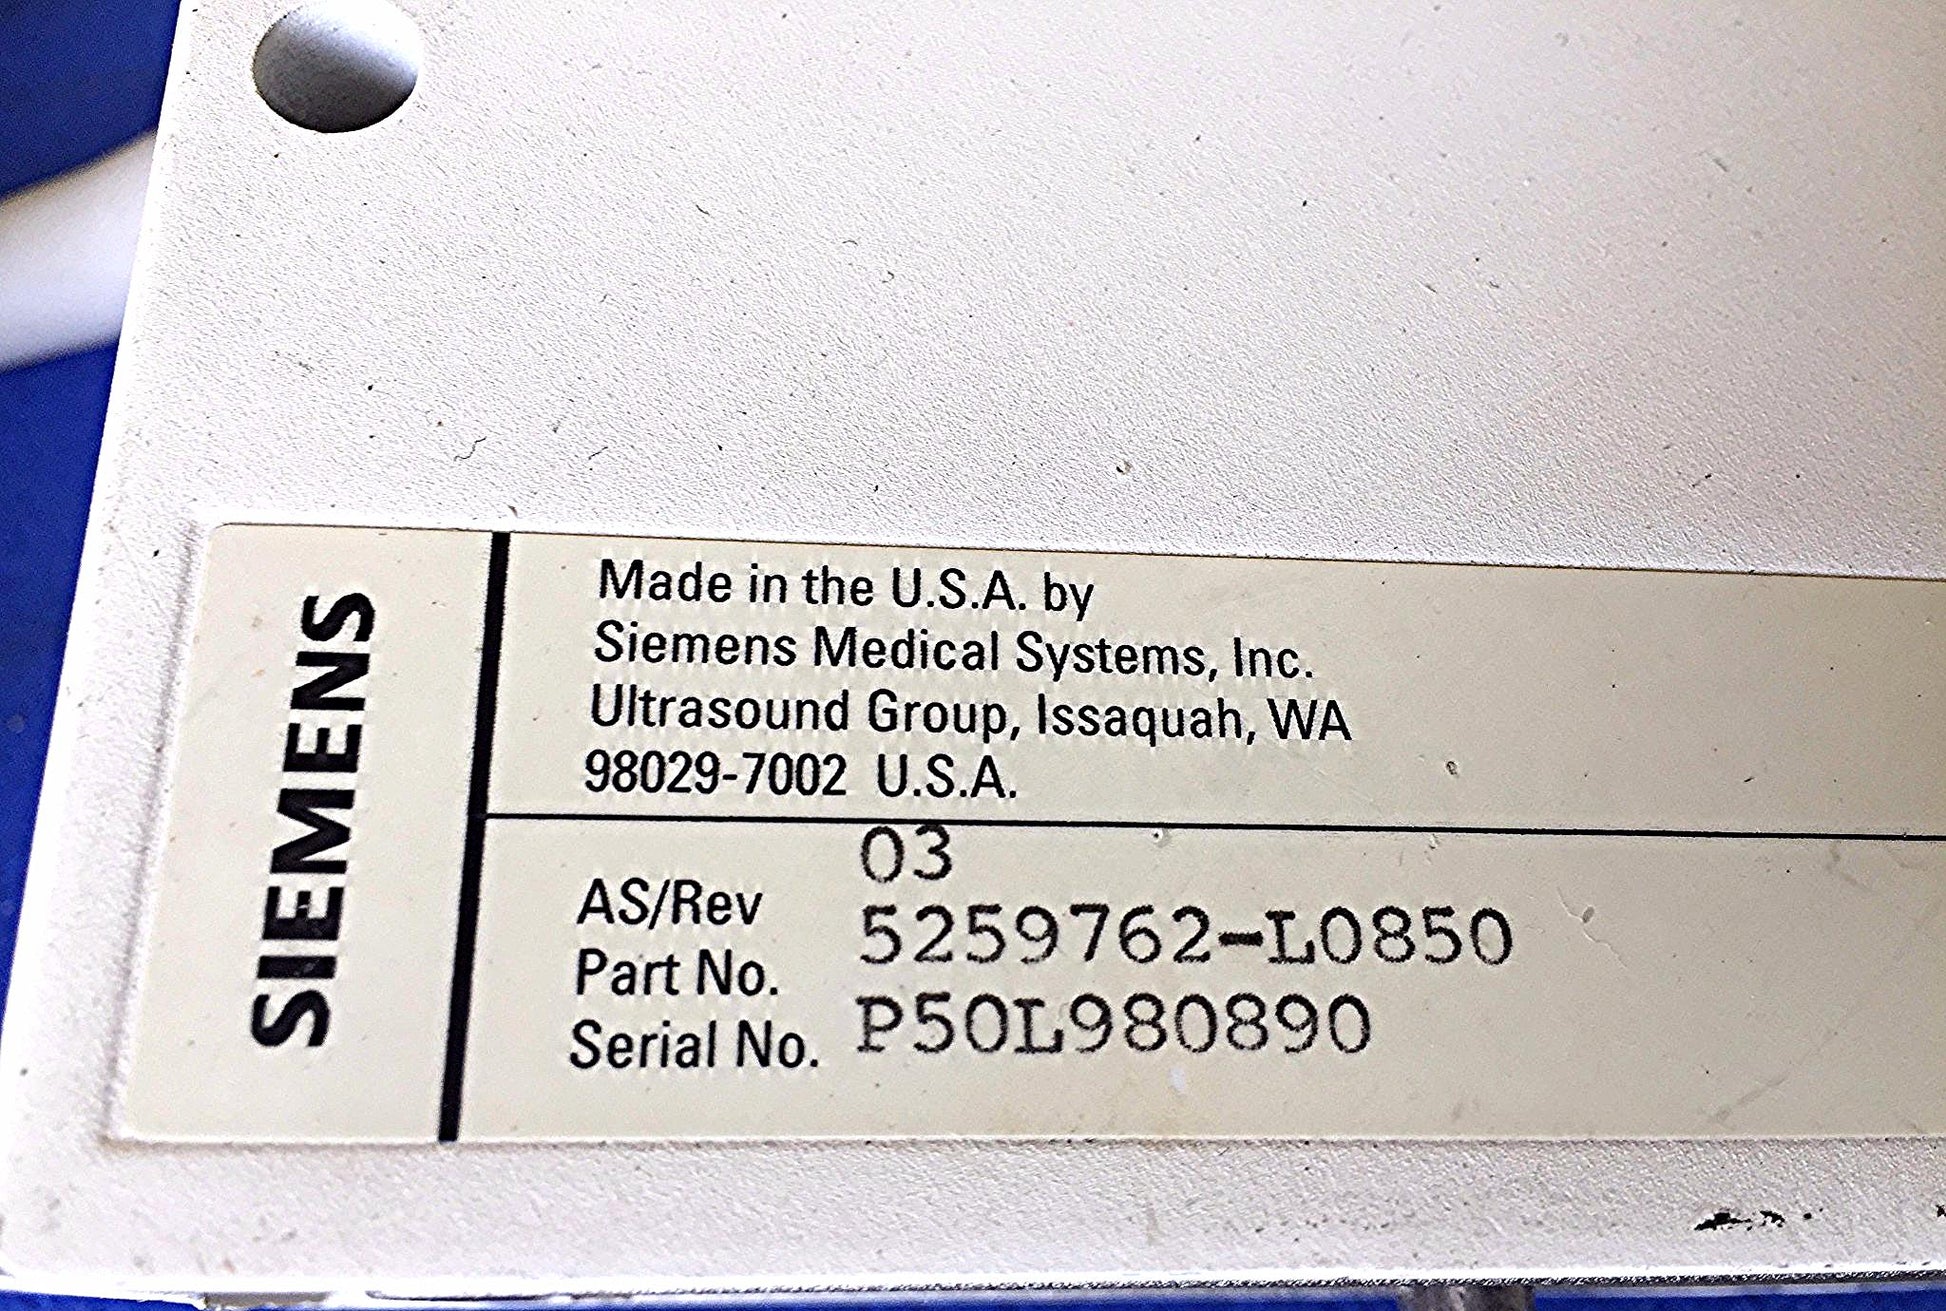 SIEMENS
Made in the U.S.A. by
Siemens Medical Systems, Inc.
Ultrasound Group, Issaquah, WA
98029-7002 U.S.A.
AS/Rev 03
Part No. 5259762-L0850
Serial No. P50L980890